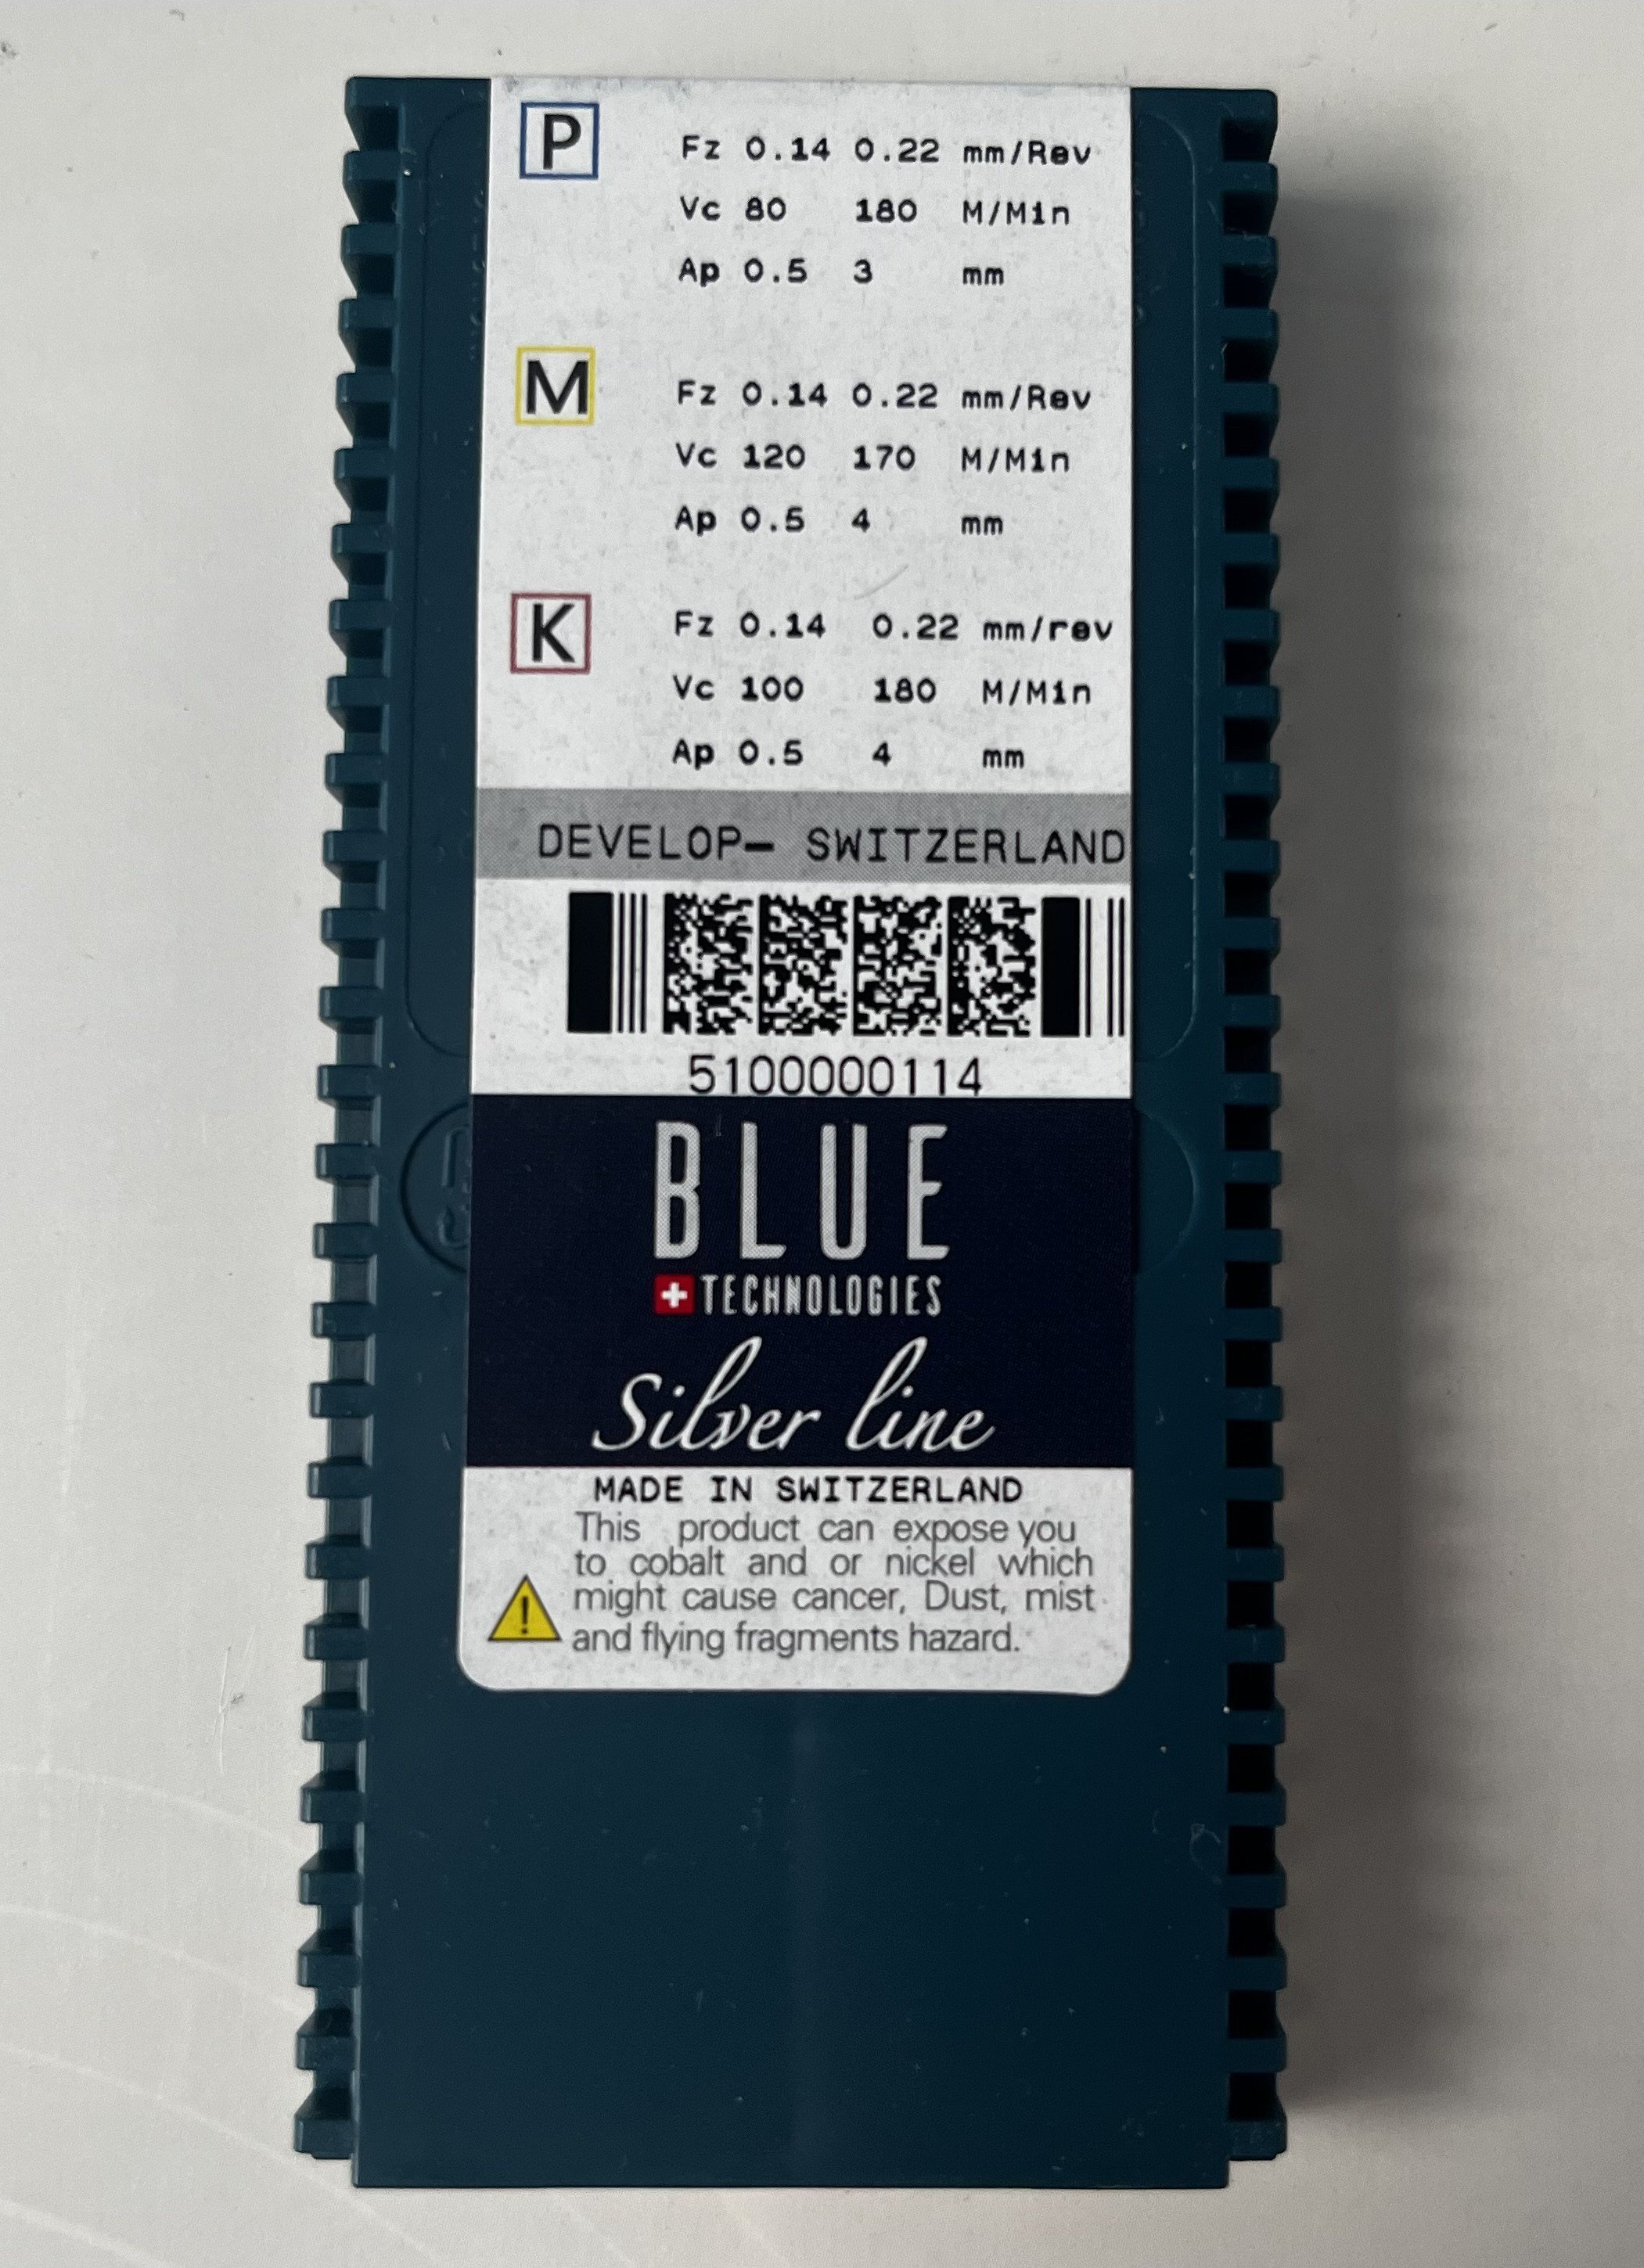 P
Fz 0.14 0.22 mm/Rev
Vc 80 180 M/Min
Ap 0.5 3 mm
M
Fz 0.14 0.22 mm/Rev
Vc 120 170 M/Min
Ap 0.5 4 mm
K
Fz 0.14 0.22 mm/rev
Vc 100 180 M/Min
Ap 0.5 4 mm
DEVELOP- SWITZERLAND
5100000114
BLUE
TECHNOLOGIES
Silver line
MADE IN SWITZERLAND
This product can expose you
to cobalt and or nickel which
might cause cancer, Dust, mist
and flying fragments hazard.